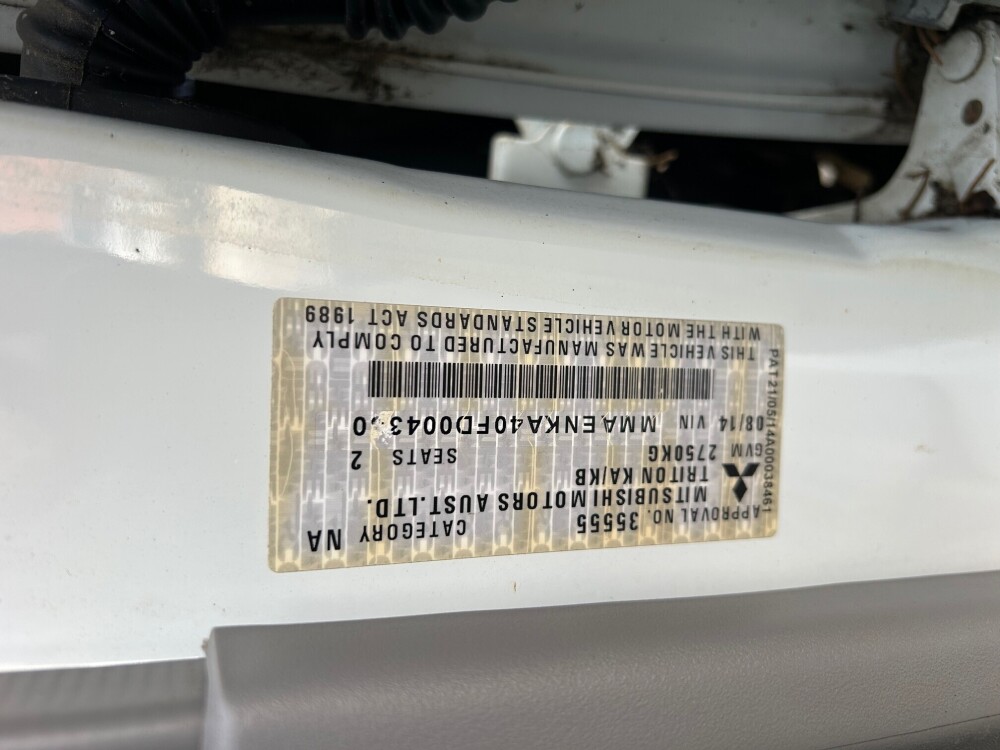 APPROVAL NO. 35555 CATEGORY NA
MITSUBISHI MOTORS AUST.LTD.
TRITON KA/KB
GVM 2750KG SEATS 2
08/14 VIN
THIS VEHICLE WAS MANUFACTURED TO COMPLY
WITH THE MOTOR VEHICLE STANDARDS ACT 1989
PAT21/05/14A00038461